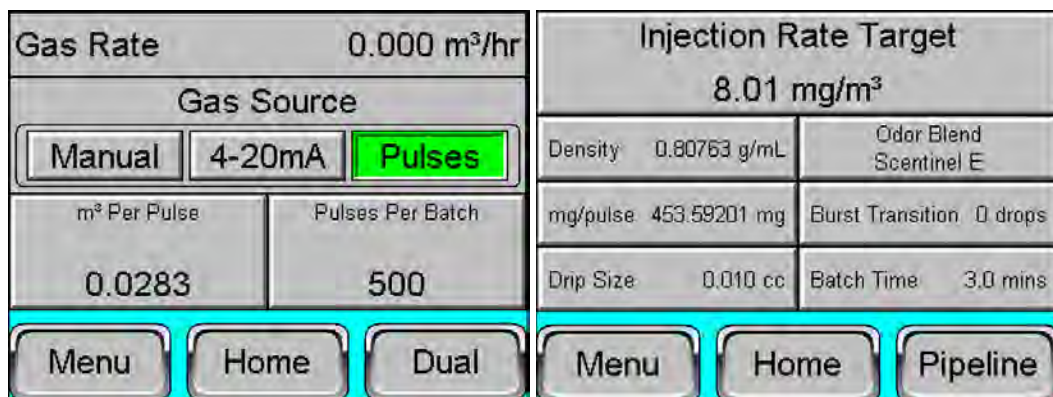 Gas Rate 0.000 m³/hr
Gas Source
Manual 4-20mA Pulses
m³ Per Pulse
0.0283
Pulses Per Batch
500
Menu Home Dual
Injection Rate Target
8.01 mg/m³
Density 0.80763 g/mL
Odor Blend
Scentinel E
mg/pulse 453.59201 mg
Burst Transition 0 drops
Drip Size 0.010 cc
Batch Time 3.0 mins
Menu Home Pipeline